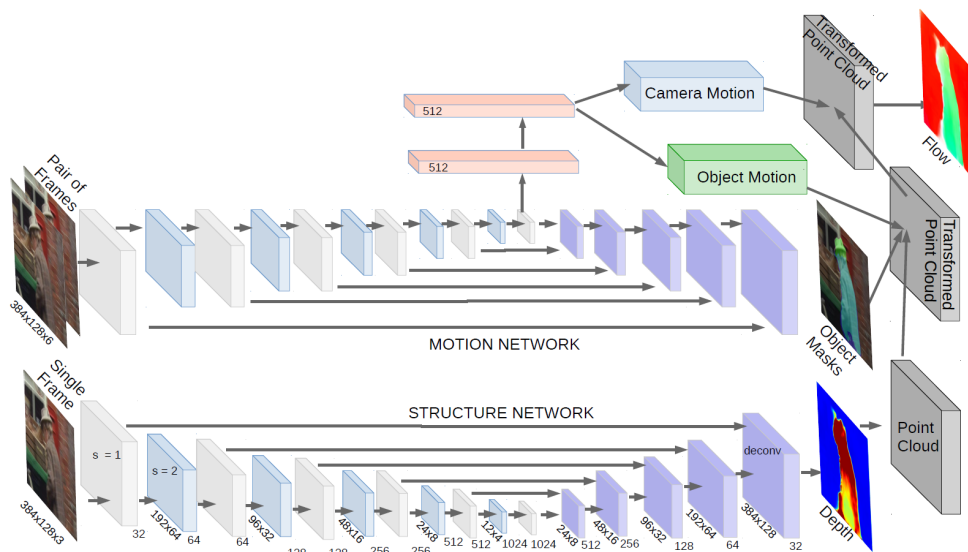 Pair of
Frames
384x128x6
512
512
Camera Motion
Object Motion
Transformed
Point Cloud
Flow
Transformed
Point Cloud
Object
Masks
MOTION NETWORK
Single
Frame
384x128x3
STRUCTURE NETWORK
s = 1
s = 2
32
192x64
64
64
96x32
128
128
48x16
256
256
24x8
512
512
12x4
1024
1024
24x8
512
48x16
256
96x32
128
192x64
64
deconv
384x128
32
Depth
Point
Cloud